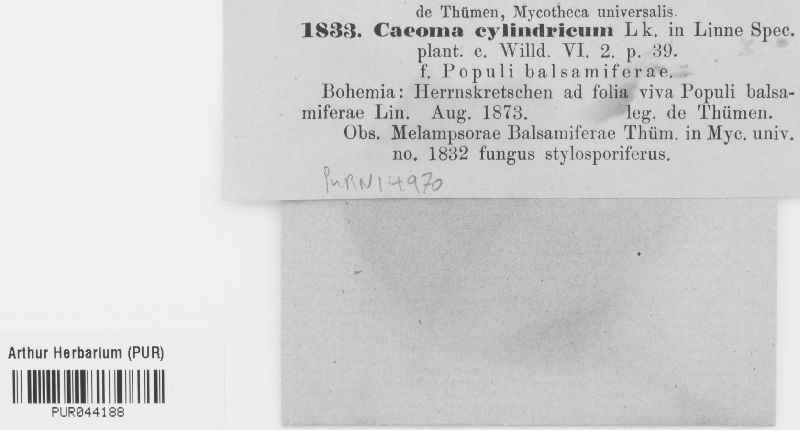 de Thümen, Mycotheca universalis.
1833. Caeoma cylindricum Lk. in Linne Spec.
plant. c. Willd. VI. 2. p. 39.
f. Populi balsamiferae.
Bohemia: Herrnskretschen ad folia viva Populi balsa-
miferae Lin. Aug. 1873. leg. de Thümen.
Obs. Melampsorae Balsamiferae Thüm. in Myc. univ.
no. 1832 fungus stylosporiferus.
PURN14970
Arthur Herbarium (PUR)
PUR044188